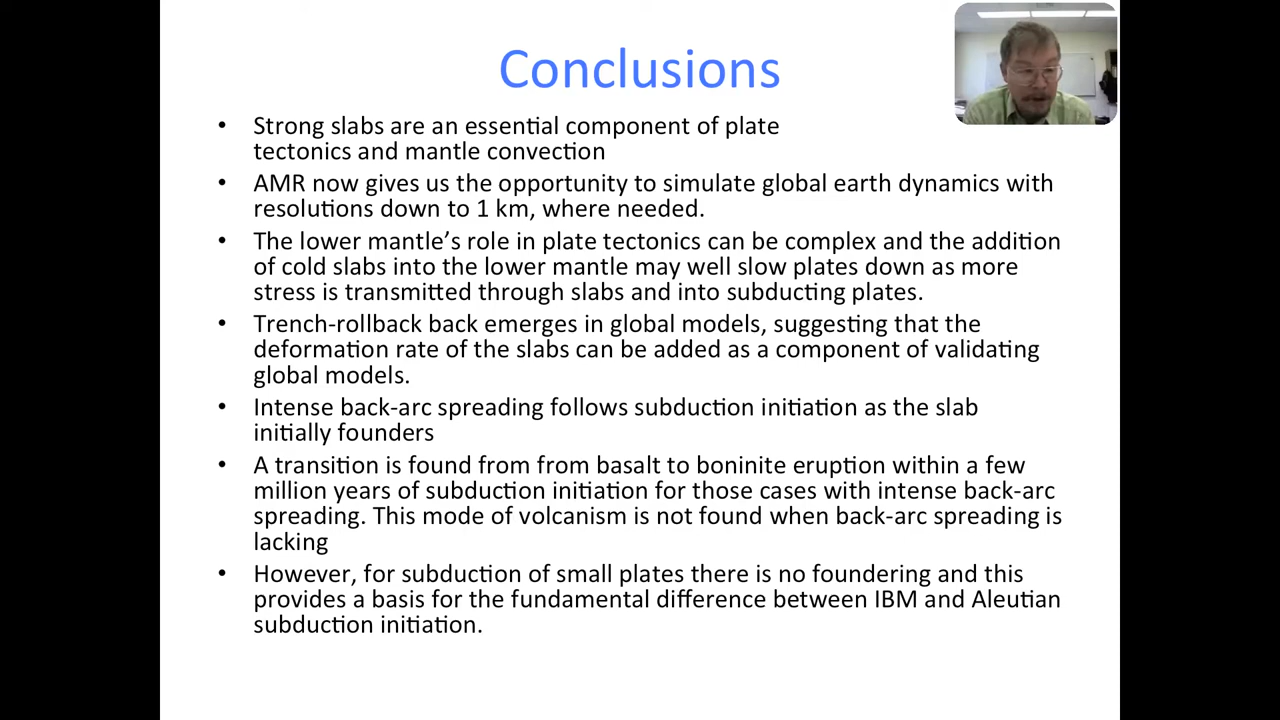 Conclusions
• Strong slabs are an essential component of plate
tectonics and mantle convection
• AMR now gives us the opportunity to simulate global earth dynamics with
resolutions down to 1 km, where needed.
• The lower mantle’s role in plate tectonics can be complex and the addition
of cold slabs into the lower mantle may well slow plates down as more
stress is transmitted through slabs and into subducting plates.
• Trench-rollback back emerges in global models, suggesting that the
deformation rate of the slabs can be added as a component of validating
global models.
• Intense back-arc spreading follows subduction initiation as the slab
initially founders
• A transition is found from from basalt to boninite eruption within a few
million years of subduction initiation for those cases with intense back-arc
spreading. This mode of volcanism is not found when back-arc spreading is
lacking
• However, for subduction of small plates there is no foundering and this
provides a basis for the fundamental difference between IBM and Aleutian
subduction initiation.